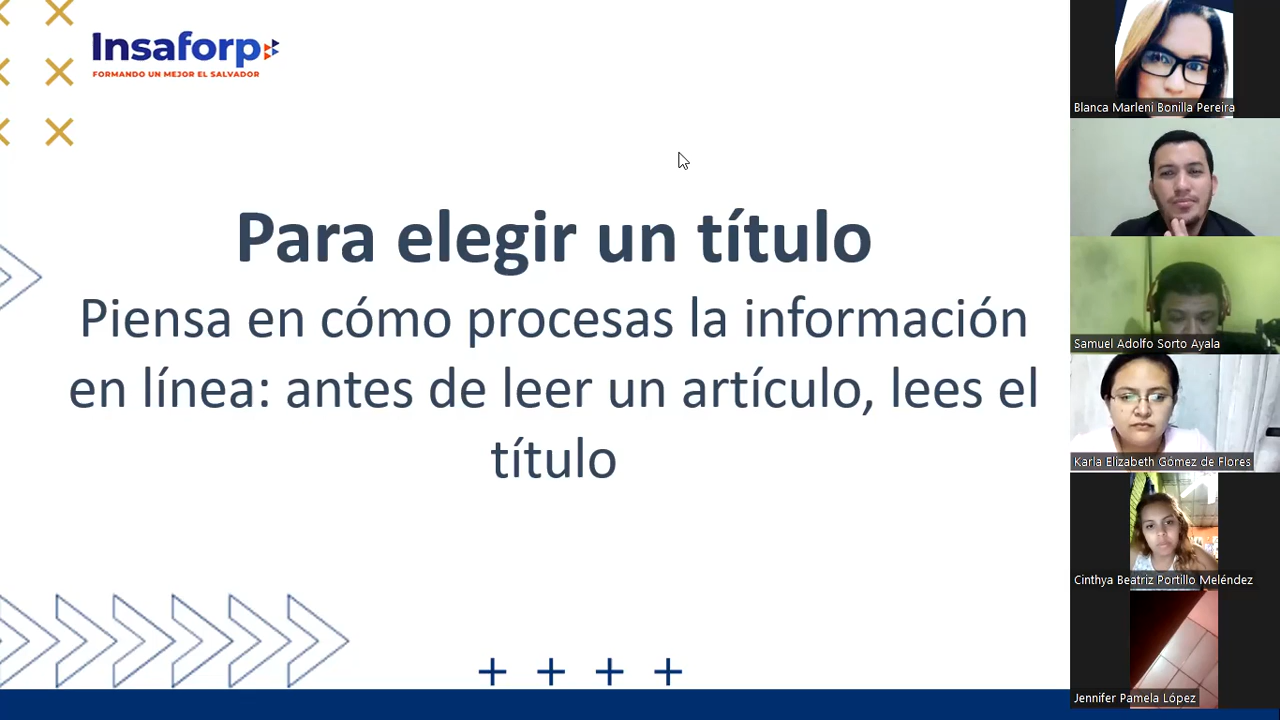 Insaforp
FORMANDO UN MEJOR EL SALVADOR
Para elegir un título
Piensa en cómo procesas la información
en línea: antes de leer un artículo, lees el
título
Blanca Marleni Bonilla Pereira
Samuel Adolfo Sorto Ayala
Karla Elizabeth Gómez de Flores
Cinthya Beatriz Portillo Meléndez
Jennifer Pamela López